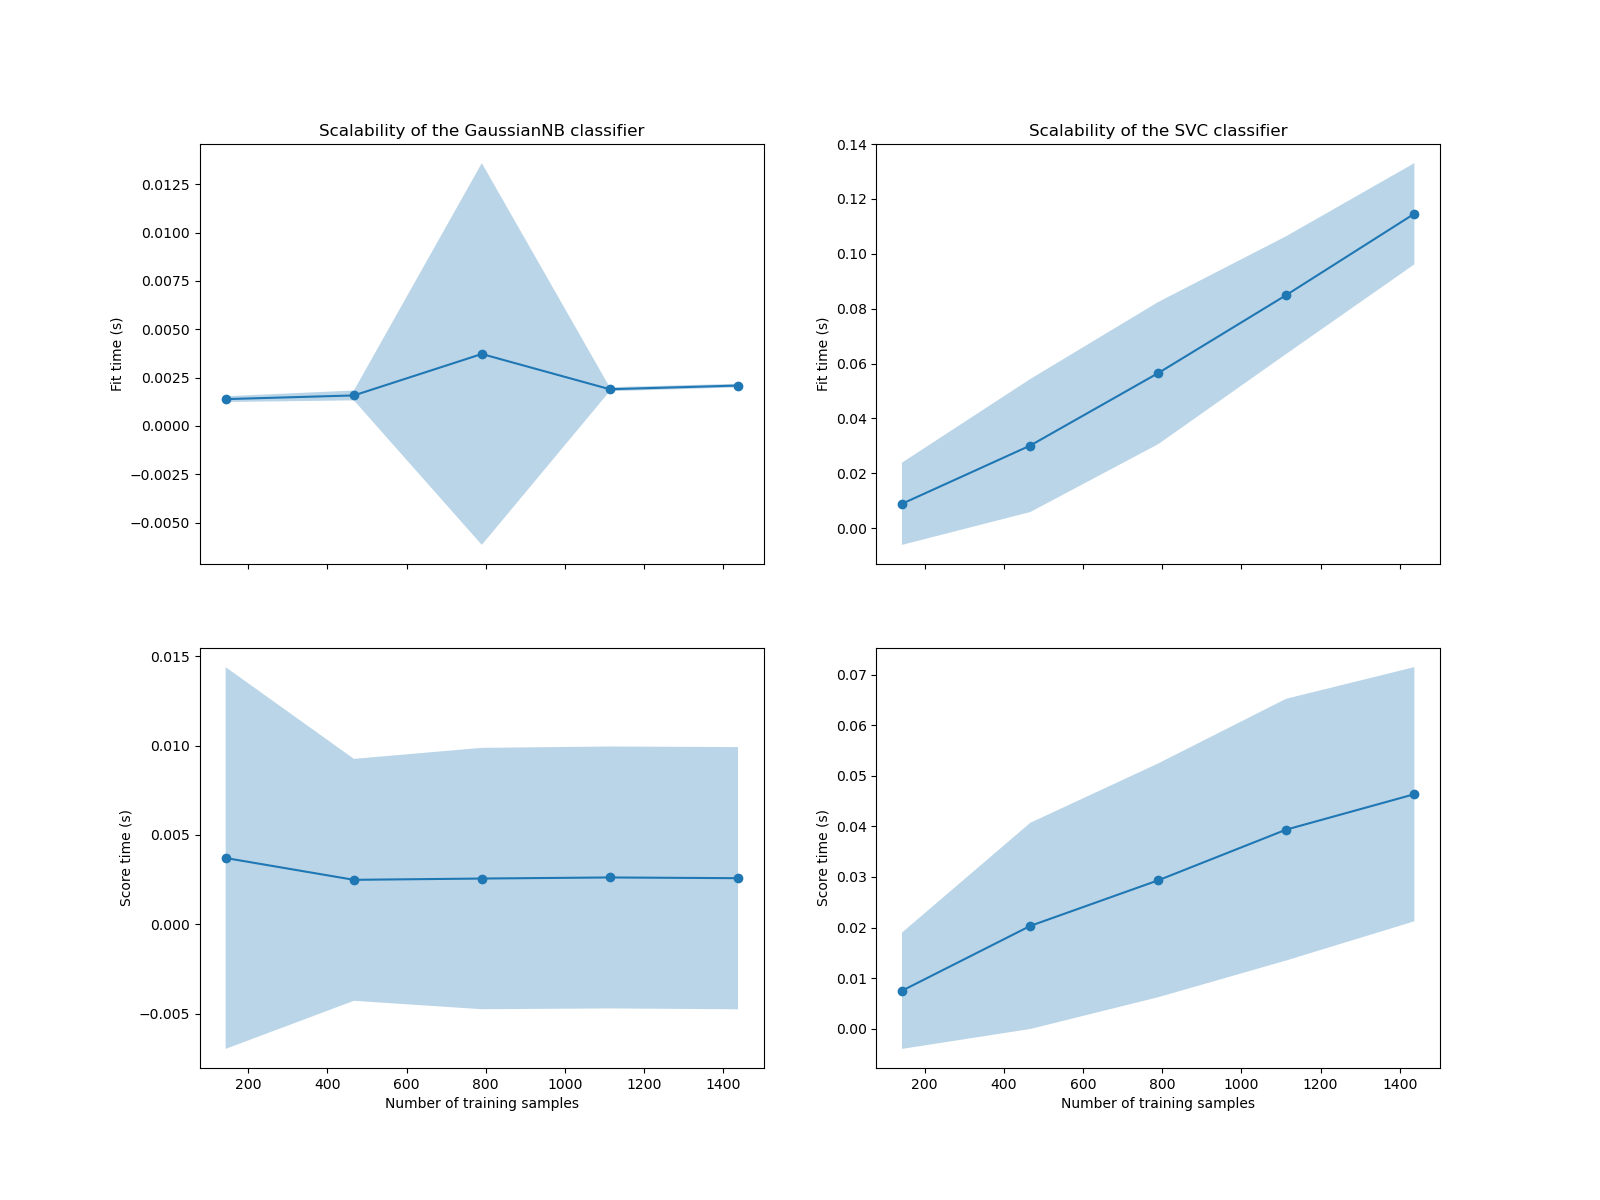 Scalability of the GaussianNB classifier
Scalability of the SVC classifier
Fit time (s)
0.0125
0.0100
0.0075
0.0050
0.0025
0.0000
−0.0025
−0.0050
Fit time (s)
0.14
0.12
0.10
0.08
0.06
0.04
0.02
0.00
Score time (s)
0.015
0.010
0.005
0.000
−0.005
200 400 600 800 1000 1200 1400
Number of training samples
Score time (s)
0.07
0.06
0.05
0.04
0.03
0.02
0.01
0.00
200 400 600 800 1000 1200 1400
Number of training samples